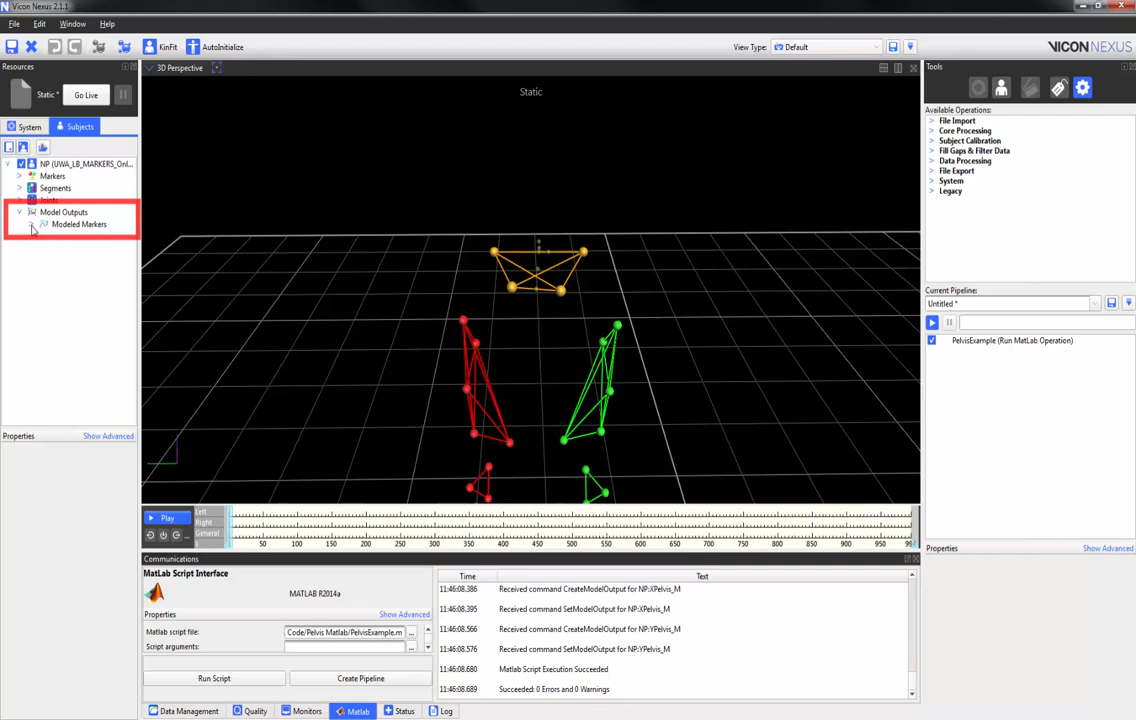 Vicon Nexus 2.1.1
File Edit Window Help
KinFit AutoInitialize View Type: Default VICON NEXUS
Resources
3D Perspective
Tools
Static * Go Live
Static
System Subjects
Available Operations:
File Import
Core Processing
Subject Calibration
Fill Gaps & Filter Data
Data Processing
File Export
System
Legacy
NP (UWA_LB_MARKERS_Onl...
Markers
Segments
Joints
Model Outputs
Modeled Markers
Current Pipeline:
Untitled *
PelvisExample (Run MatLab Operation)
Properties Show Advanced
Play
Left
Right
General
1 50 100 150 200 250 300 350 400 450 500 550 600 650 700 750 800 850 900 950
Properties Show Advanced
Communications
MatLab Script Interface
MATLAB R2014a
Properties Show Advanced
Matlab script file: Code/Pelvis Matlab/PelvisExample.m ...
Script arguments: ...
Run Script Create Pipeline
Time Text
11:46:08.386 Received command CreateModelOutput for NP:XPelvis_M
11:46:08.395 Received command SetModelOutput for NP:XPelvis_M
11:46:08.566 Received command CreateModelOutput for NP:YPelvis_M
11:46:08.576 Received command SetModelOutput for NP:YPelvis_M
11:46:08.680 Matlab Script Execution Succeeded
11:46:08.689 Succeeded: 0 Errors and 0 Warnings
Data Management Quality Monitors Matlab Status Log